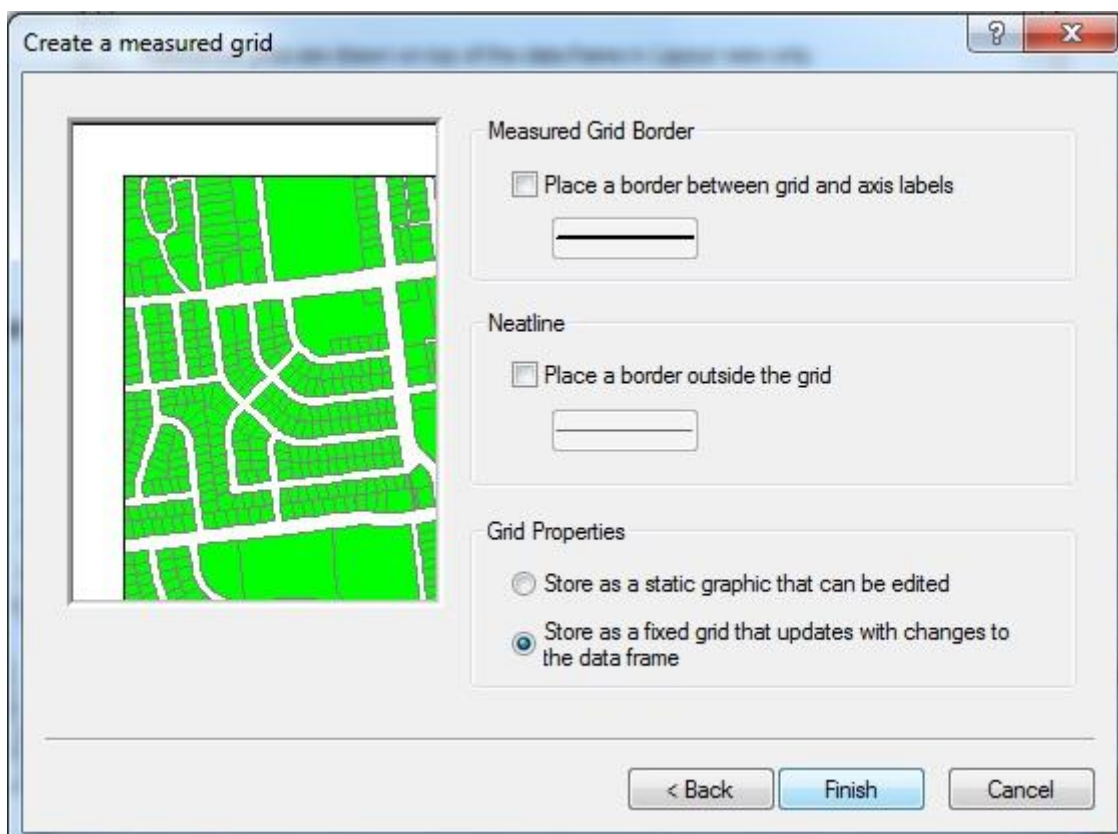 Create a measured grid
Measured Grid Border
Place a border between grid and axis labels
Neatline
Place a border outside the grid
Grid Properties
Store as a static graphic that can be edited
Store as a fixed grid that updates with changes to
the data frame
< Back
Finish
Cancel